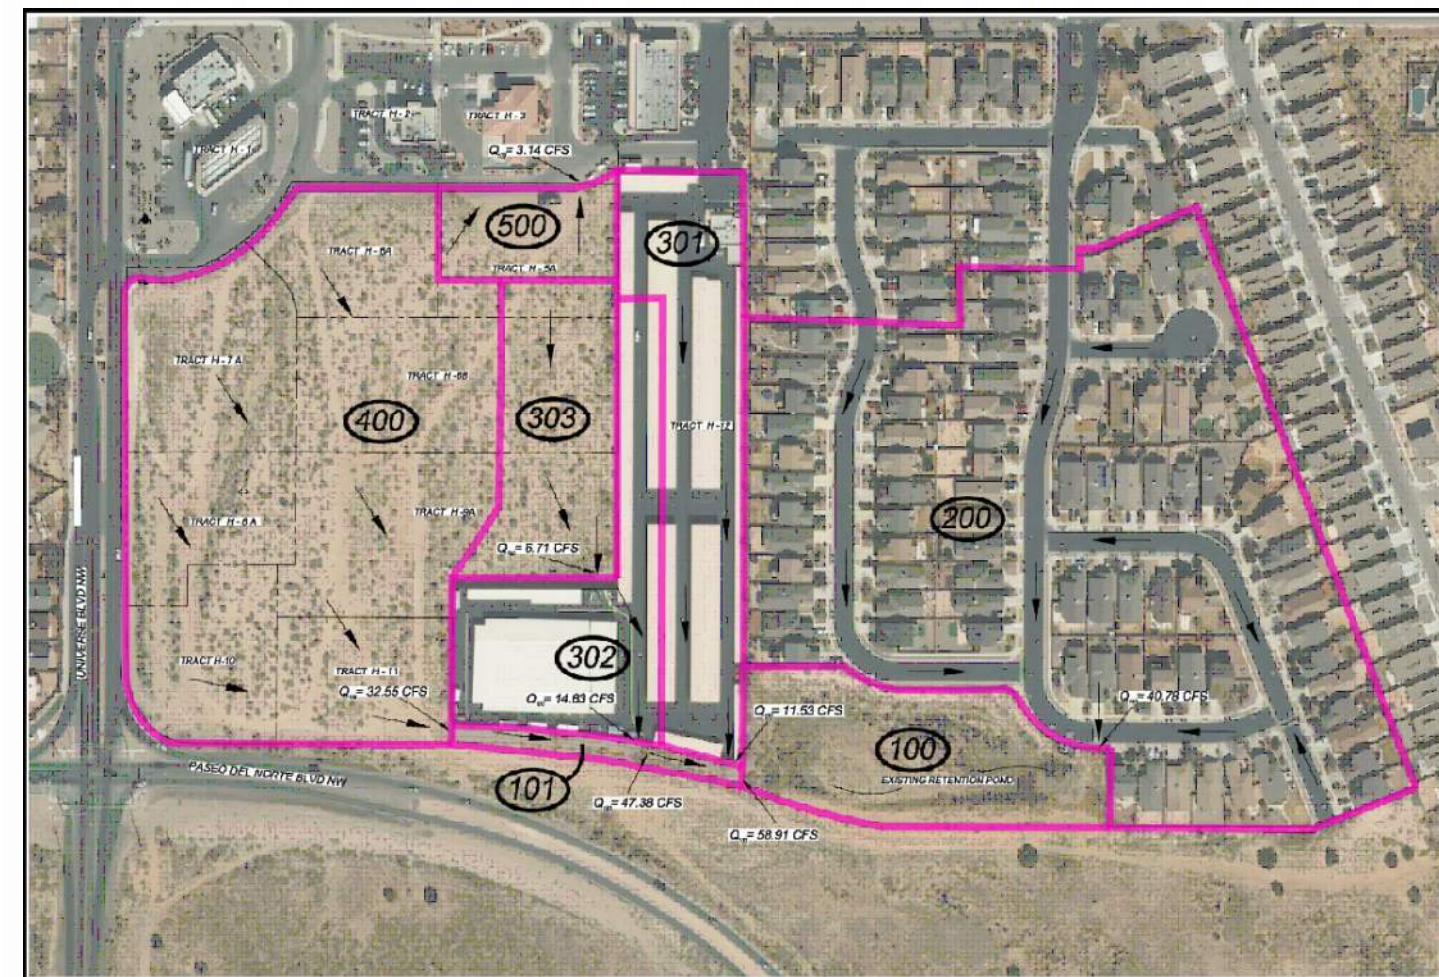 TRACT H - 2
TRACT H - 3
TRACT H - 1
Q = 3.14 CFS
500
301
TRACT H - 6A
TRACT H - 5A
TRACT H - 7 A
TRACT H - 6B
400
303
TRACT H - 12
TRACT H - 9A
TRACT H - 8 A
200
Q = 6.71 CFS
UNIVERSE BLVD NW
302
TRACT H-10
TRACT H - 11
Q = 32.55 CFS
Q = 14.83 CFS
Q = 11.53 CFS
Q = 40.78 CFS
100
EXISTING RETENTION POND
PASEO DEL NORTE BLVD NW
101
Q = 47.38 CFS
Q = 58.91 CFS